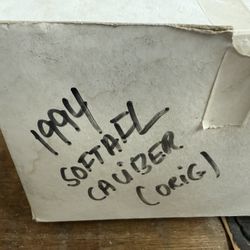 1994
SOFTAIL
CALIBER
(ORIG)